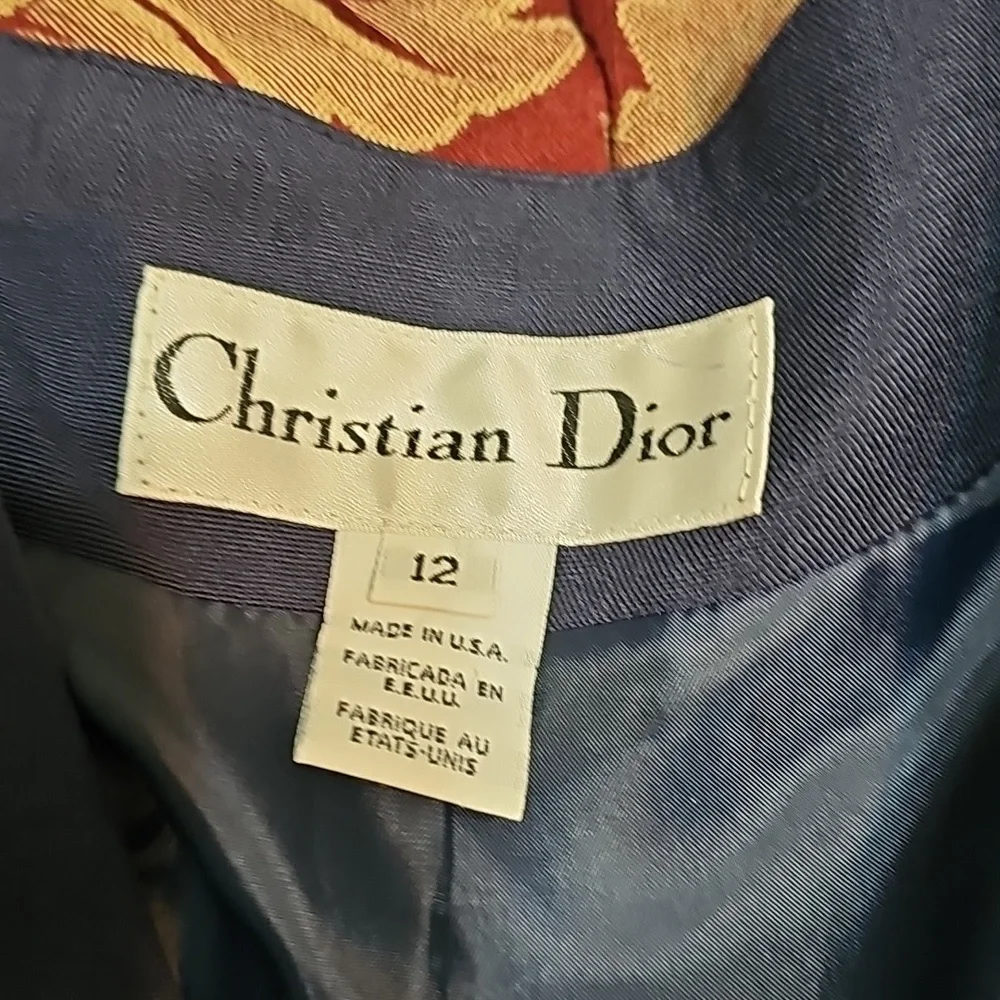 Christian Dior
12
MADE IN U.S.A.
FABRICADA EN
E.E.U.U.
FABRIQUE AU
ETATS-UNIS